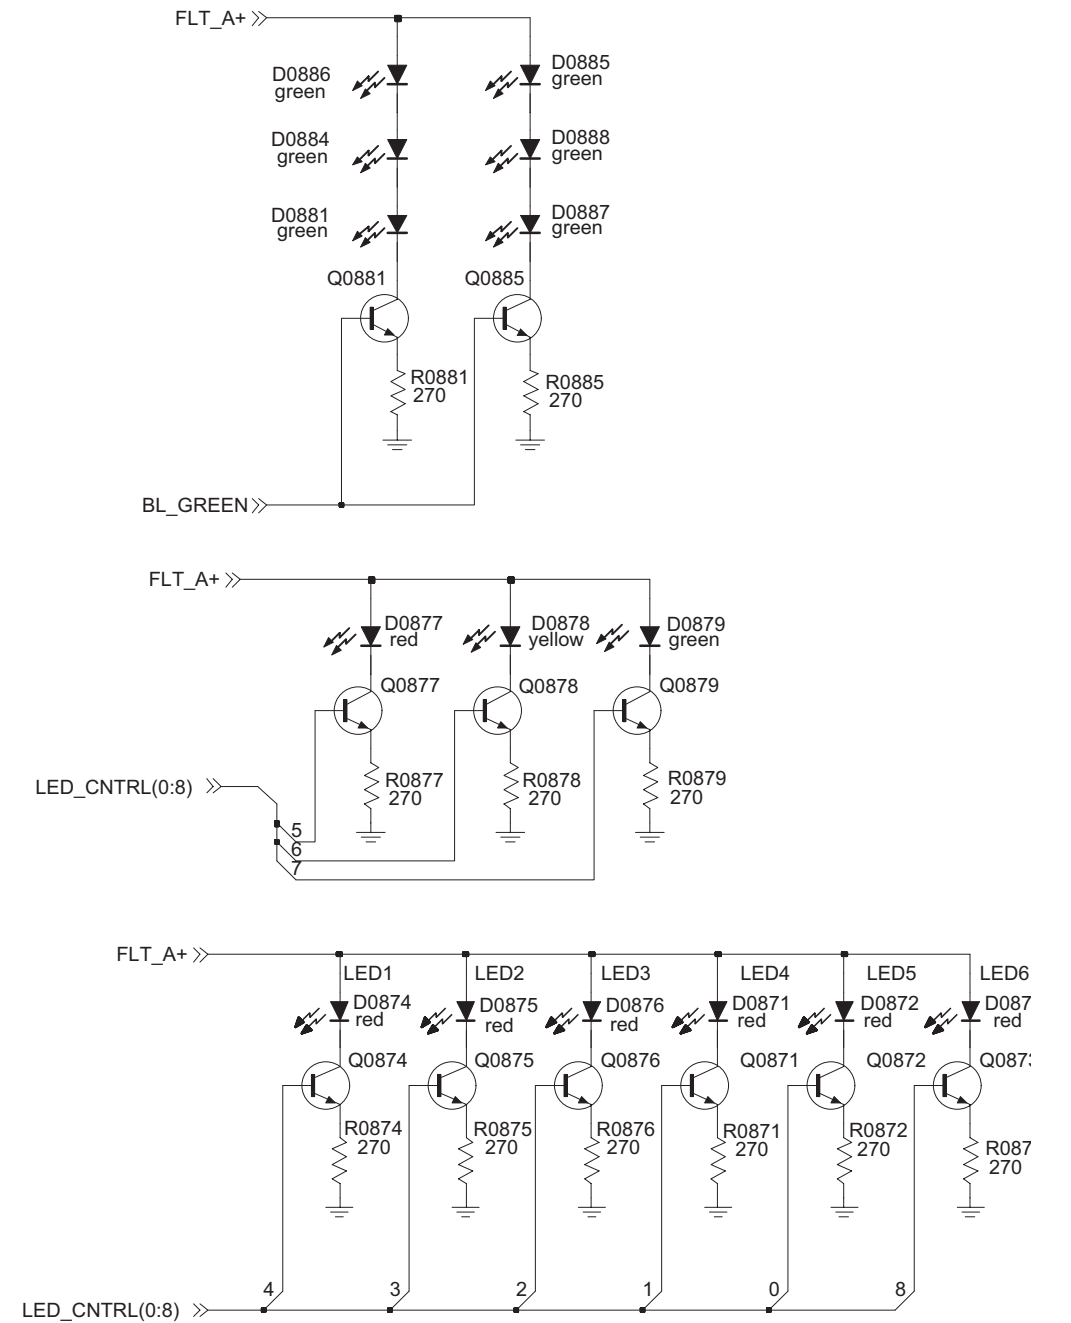 FLT_A+
D0886
green
D0885
green
D0884
green
D0888
green
D0881
green
D0887
green
Q0881
Q0885
R0881
270
R0885
270
BL_GREEN
FLT_A+
D0877
red
D0878
yellow
D0879
green
Q0877
Q0878
Q0879
LED_CNTRL(0:8)
R0877
270
R0878
270
R0879
270
5
6
7
FLT_A+
LED1
LED2
LED3
LED4
LED5
LED6
D0874
red
D0875
red
D0876
red
D0871
red
D0872
red
D087
red
Q0874
Q0875
Q0876
Q0871
Q0872
Q087
R0874
270
R0875
270
R0876
270
R0871
270
R0872
270
R087
270
4
3
2
1
0
8
LED_CNTRL(0:8)